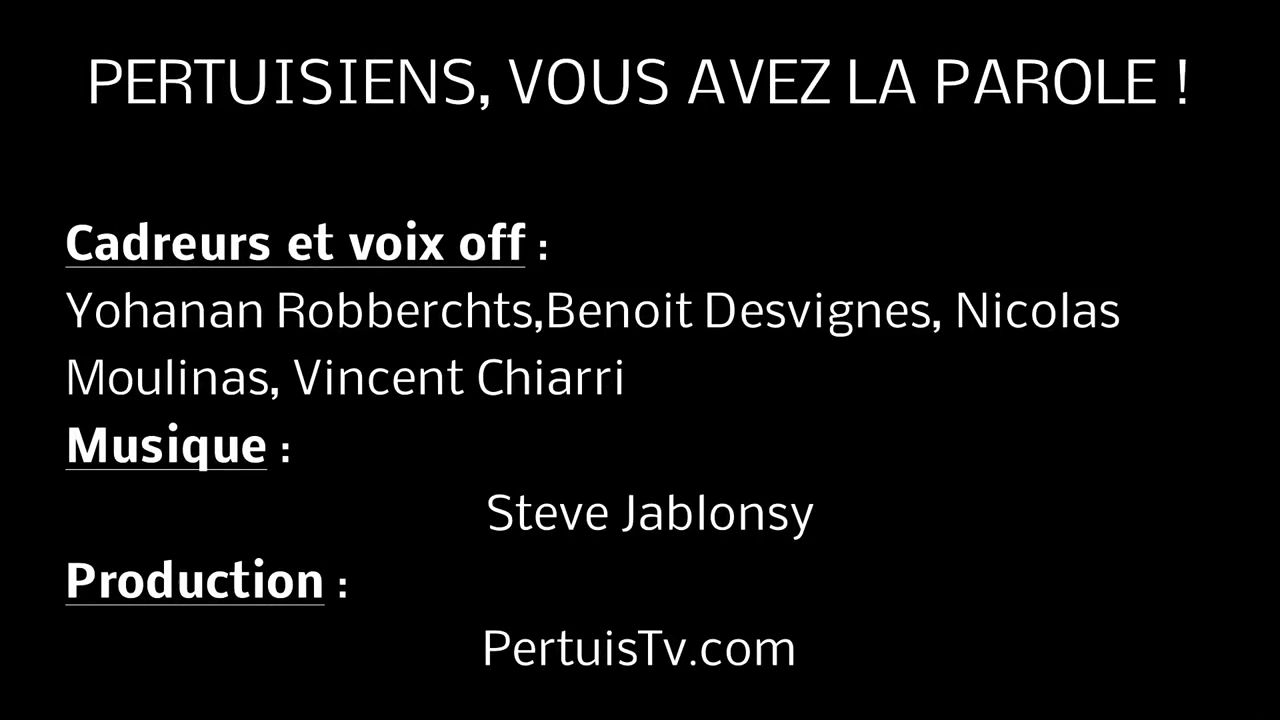 PERTUISIENS, VOUS AVEZ LA PAROLE !
Cadreurs et voix off :
Yohanan Robberchts,Benoit Desvignes, Nicolas
Moulinas, Vincent Chiarri
Musique :
Steve Jablonsy
Production :
PertuisTv.com